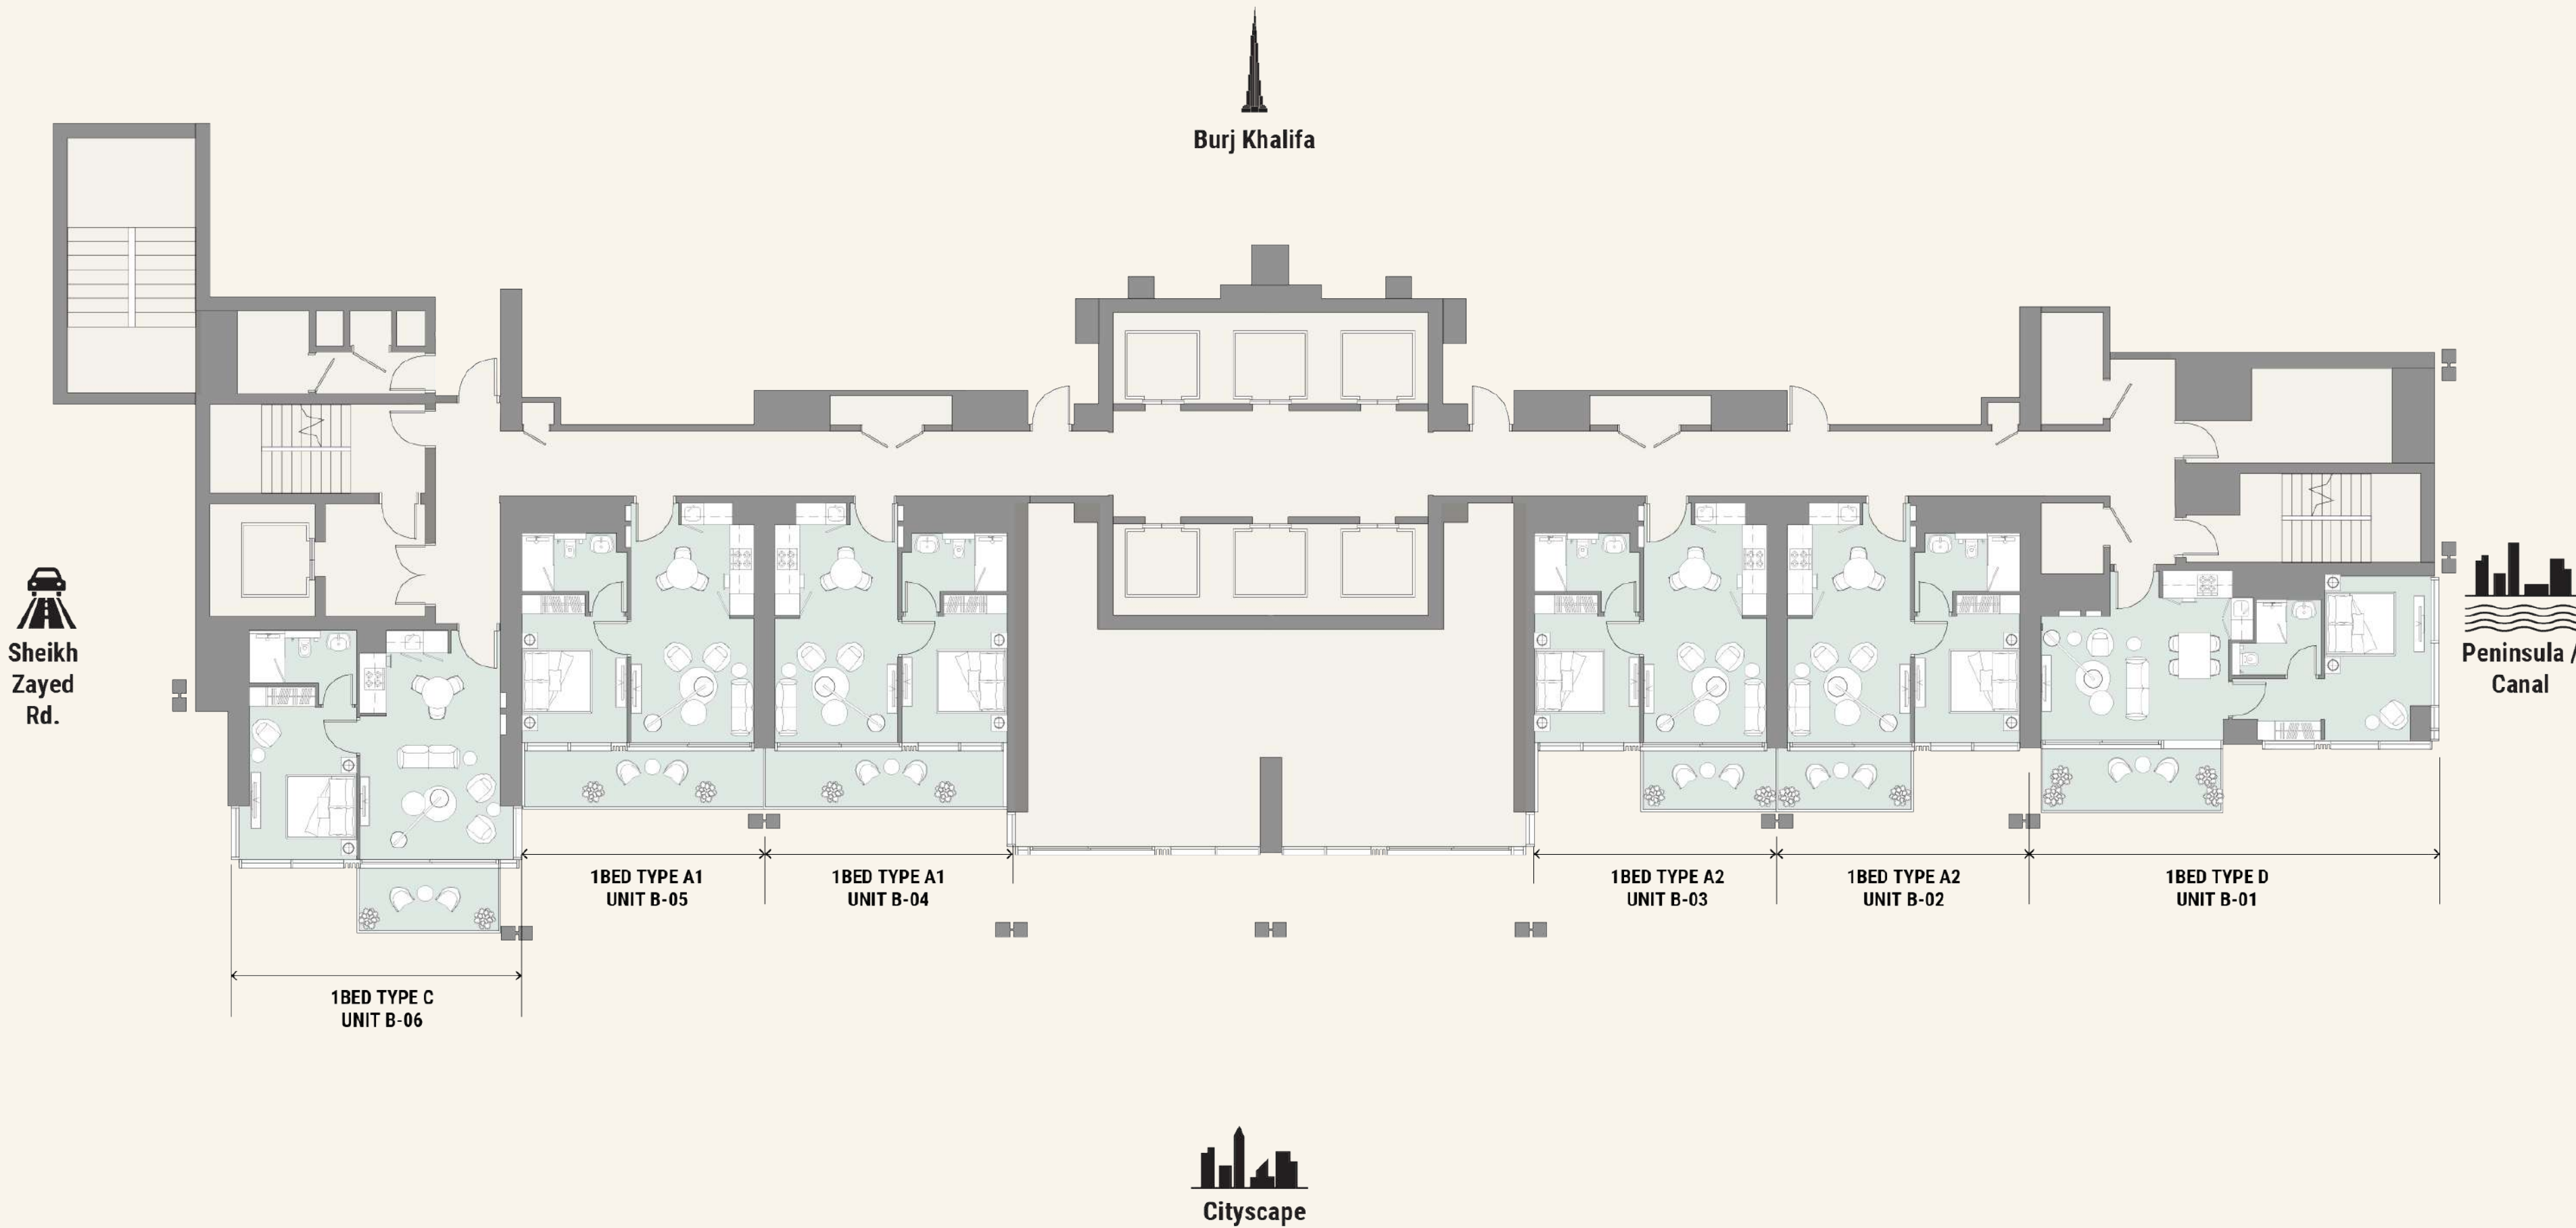 Burj Khalifa
Sheikh
Zayed
Rd.
Peninsula /
Canal
1BED TYPE A1
UNIT B-05
1BED TYPE A1
UNIT B-04
1BED TYPE A2
UNIT B-03
1BED TYPE A2
UNIT B-02
1BED TYPE D
UNIT B-01
1BED TYPE C
UNIT B-06
Cityscape